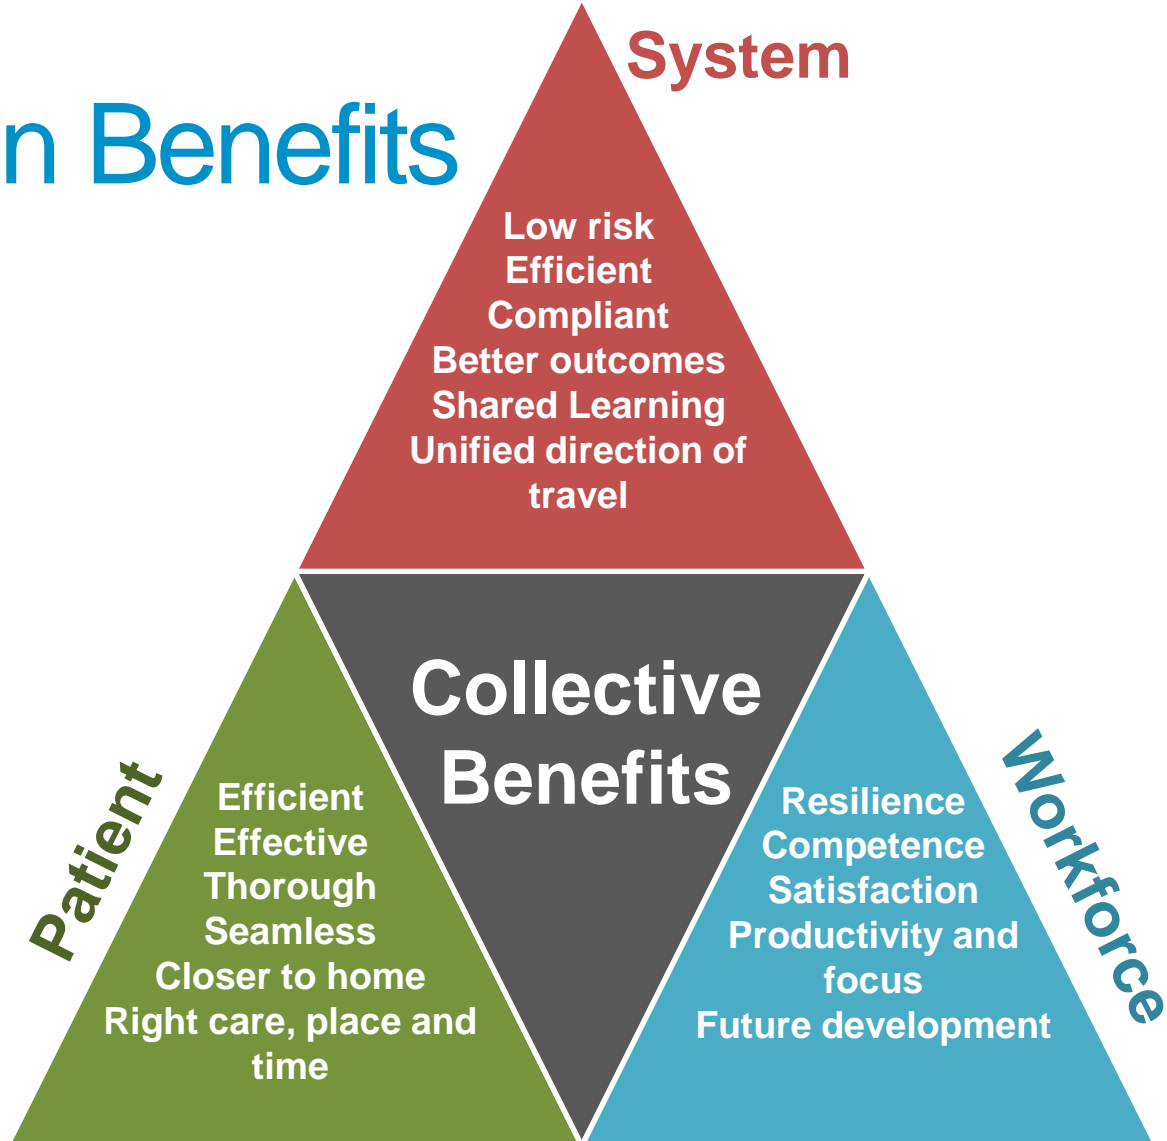 System
n Benefits
Low risk
Efficient
Compliant
Better outcomes
Shared Learning
Unified direction of
travel
Collective
Benefits
Patient
Efficient
Effective
Thorough
Seamless
Closer to home
Right care, place and
time
Workforce
Resilience
Competence
Satisfaction
Productivity and
focus
Future development